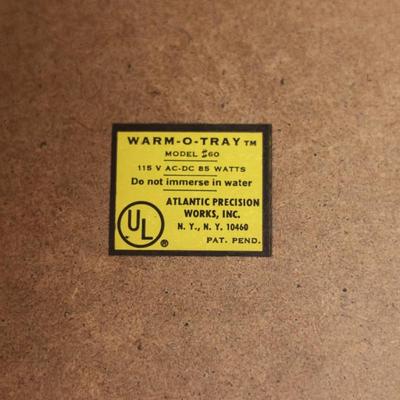 WARM-O-TRAY TM
MODEL #60
115 V AC-DC 85 WATTS
Do not immerse in water
ATLANTIC PRECISION
WORKS, INC.
N. Y., N. Y. 10460
UL ®
PAT. PEND.